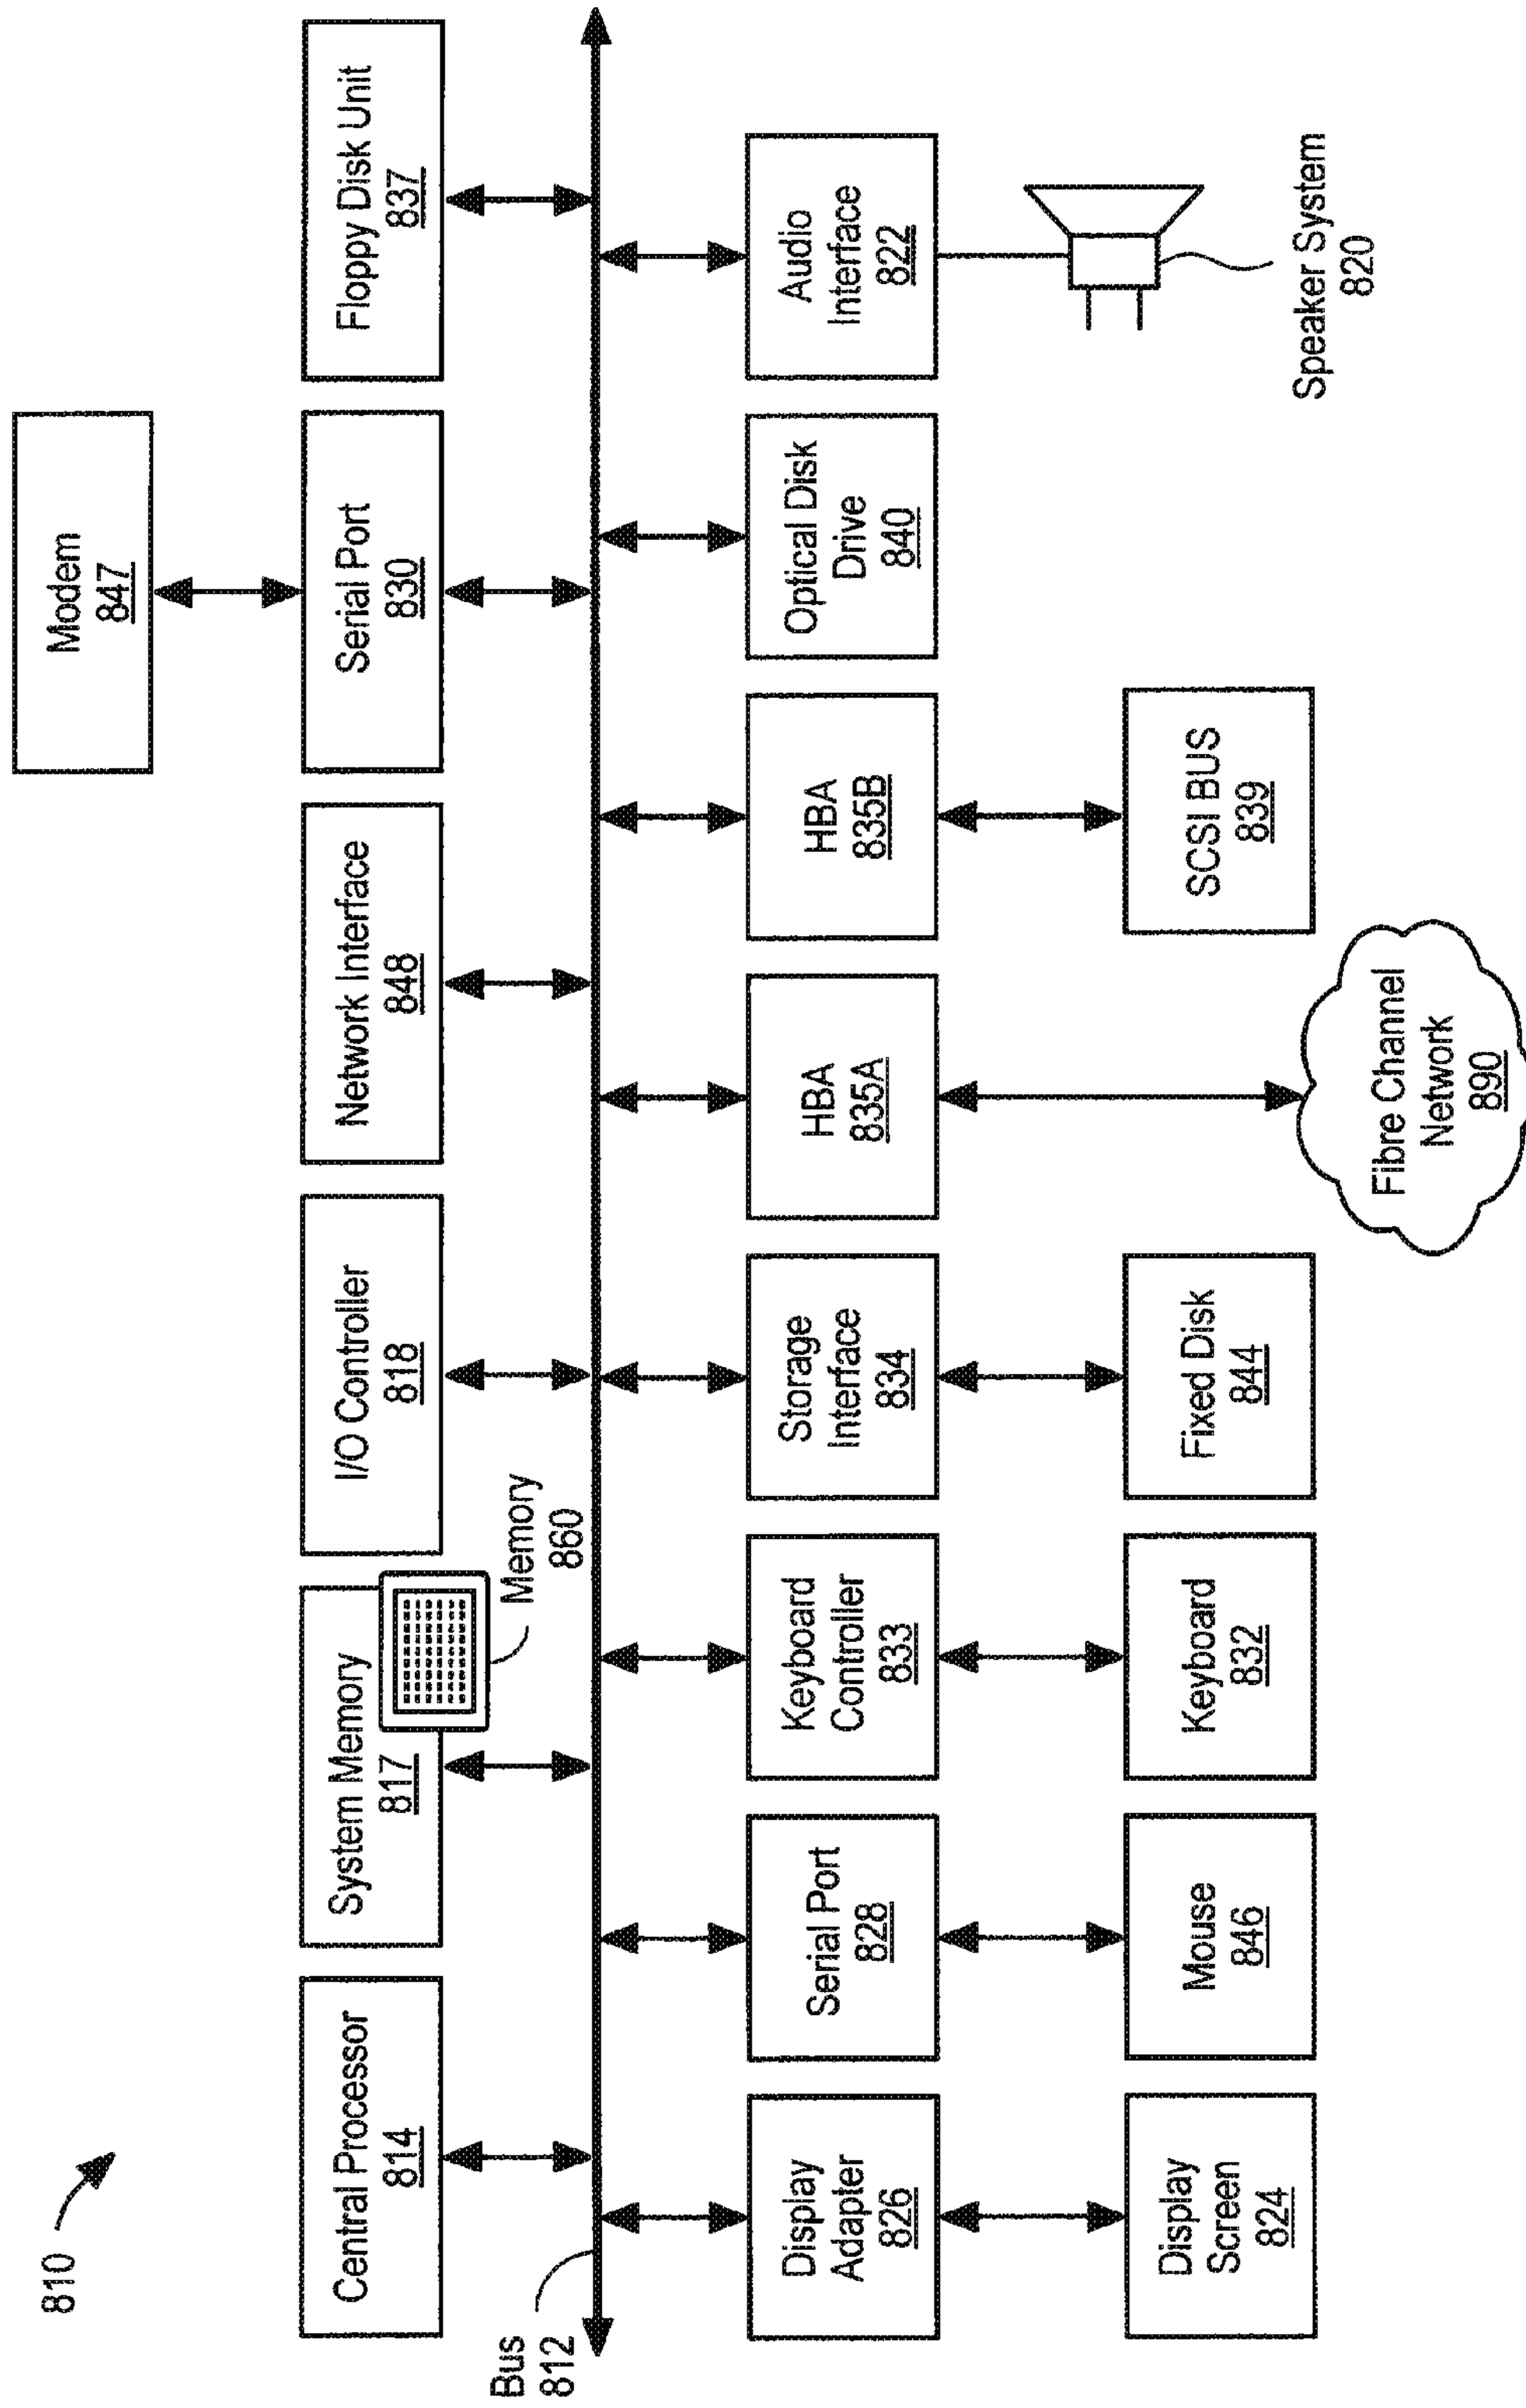 810
Modem
847
Central Processor
814
System Memory
817
Memory
860
I/O Controller
818
Network Interface
848
Serial Port
830
Floppy Disk Unit
837
Bus
812
Display
Adapter
826
Serial Port
828
Keyboard
Controller
833
Storage
Interface
834
HBA
835A
HBA
835B
Optical Disk
Drive
840
Audio
Interface
822
Display
Screen
824
Mouse
846
Keyboard
832
Fixed Disk
844
Fibre Channel
Network
890
SCSI BUS
839
Speaker System
820